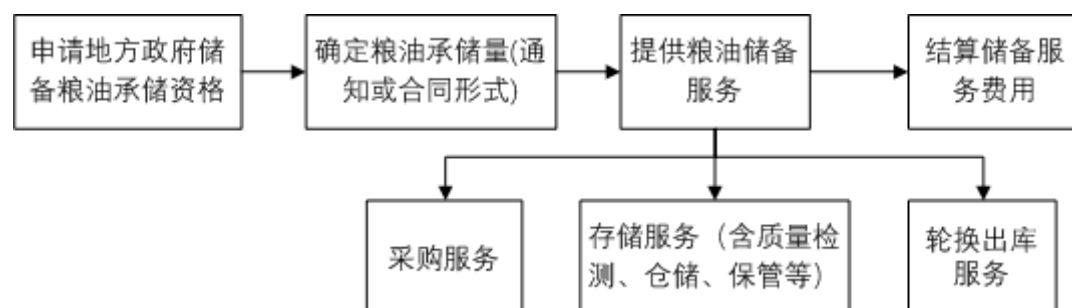 申请地方政府储
备粮油承储资格
确定粮油承储量(通
知或合同形式)
提供粮油储备
服务
结算储备服
务费用
采购服务
存储服务（含质量检
测、仓储、保管等）
轮换出库
服务